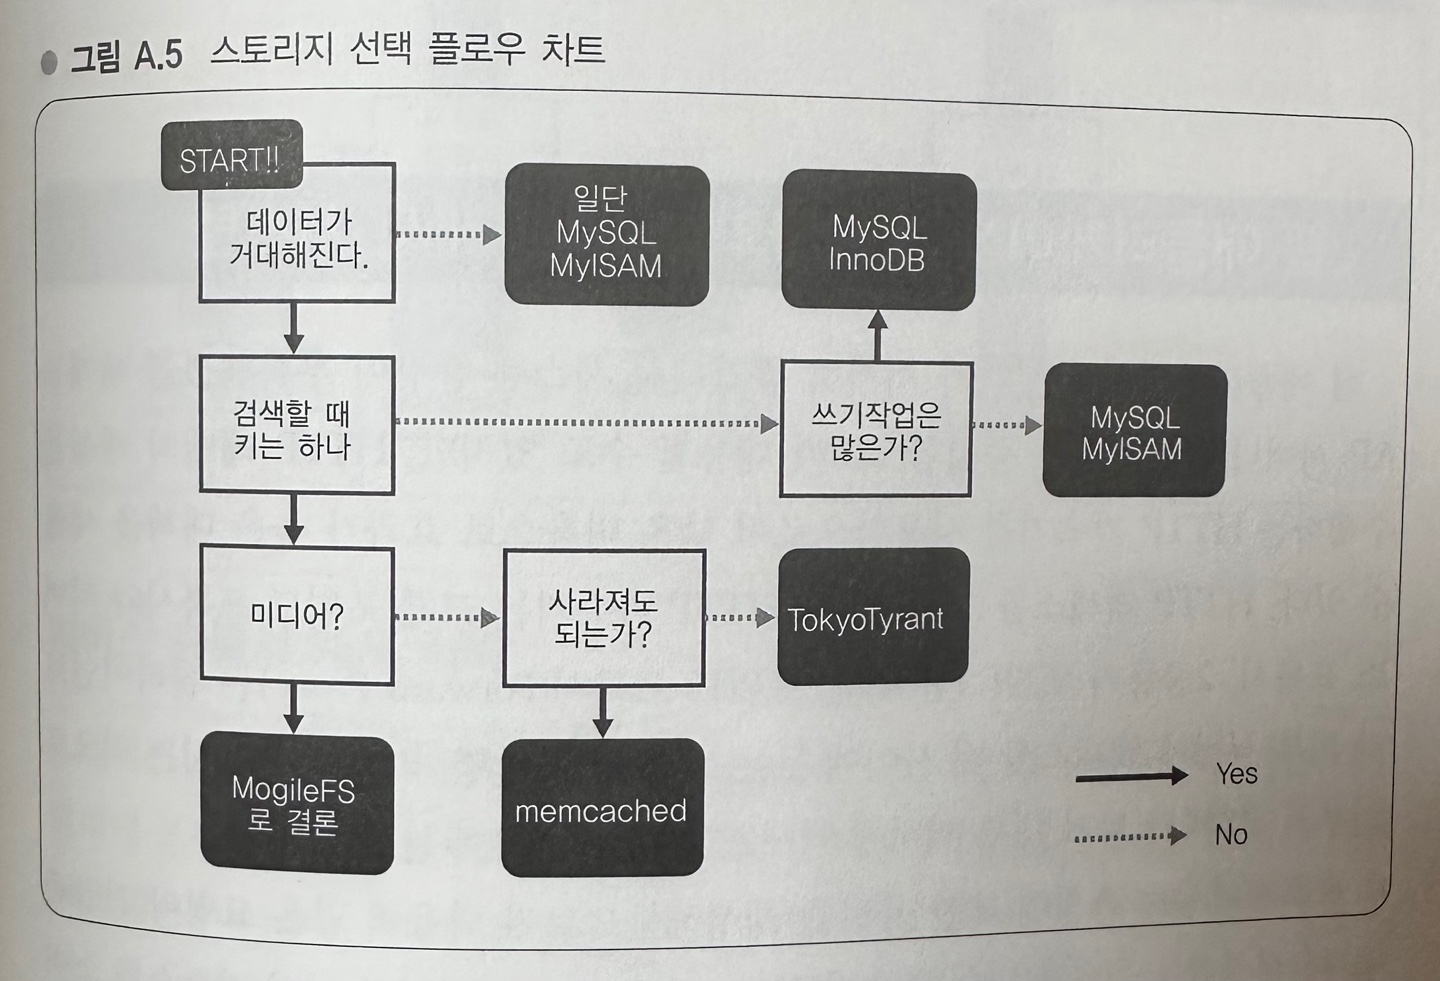 그림 A.5 스토리지 선택 플로우 차트
START!!
데이터가
거대해진다.
일단
MySQL
MyISAM
MySQL
InnoDB
검색할 때
키는 하나
쓰기작업은
많은가?
MySQL
MyISAM
미디어?
사라져도
되는가?
TokyoTyrant
MogileFS
로 결론
memcached
Yes
No